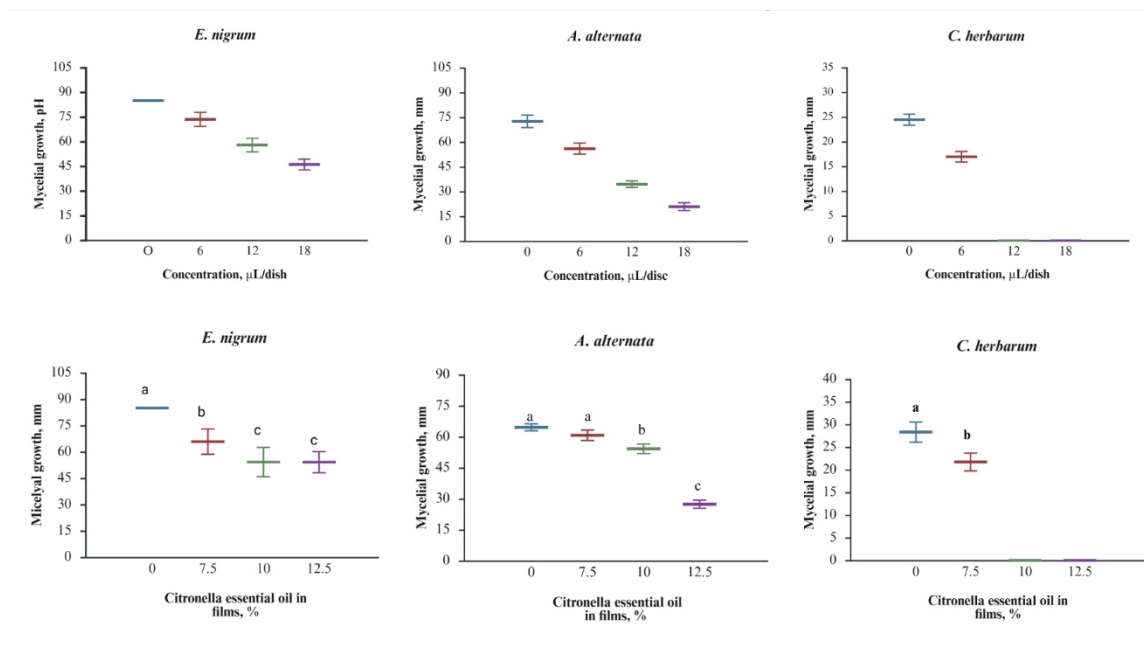 E. nigrum
Mycelial growth, pH
105
90
75
60
45
30
15
0
O 6 12 18
Concentration, μL/dish
A. alternata
Mycelial growth, mm
105
90
75
60
45
30
15
0
0 6 12 18
Concentration, μL/disc
C. herbarum
Mycelial growth, mm
35
30
25
20
15
10
5
0
0 6 12 18
Concentration, μL/dish
E. nigrum
Micelyal growth, mm
105
90
75
60
45
30
15
0
a
b
c
c
0 7.5 10 12.5
Citronella essential oil in
films, %
A. alternata
Mycelial growth, mm
90
75
60
45
30
15
0
a
a
b
c
0 7.5 10 12.5
Citronella essential oil
in films, %
C. herbarum
Mycelial growth, mm
40
35
30
25
20
15
10
5
0
a
b
0 7.5 10 12.5
Citronella essential oil in
films, %